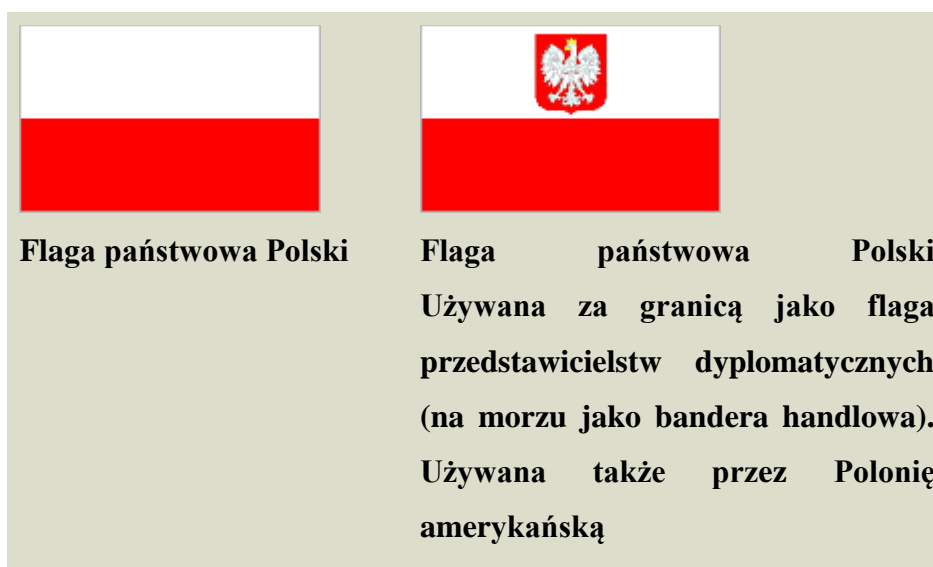 Flaga państwowa Polski
Flaga państwowa Polski
Używana za granicą jako flaga
przedstawicielstw dyplomatycznych
(na morzu jako bandera handlowa).
Używana także przez Polonię
amerykańską